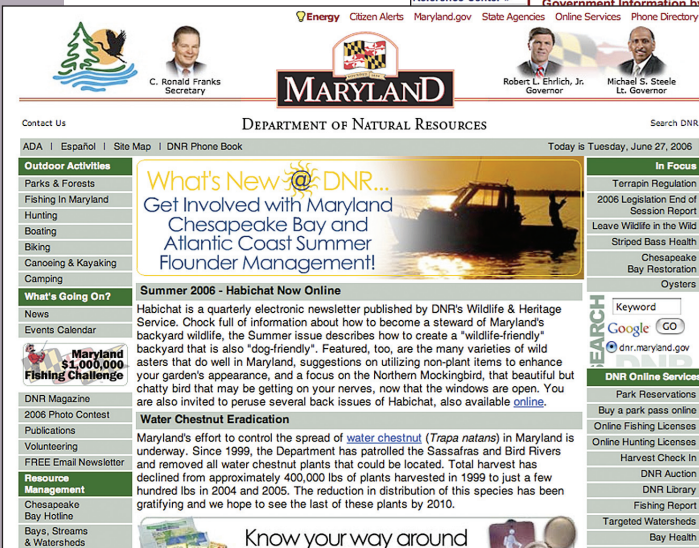 Reference Center »
Government Information by
Energy Citizen Alerts Maryland.gov State Agencies Online Services Phone Directory
C. Ronald Franks
Secretary
MARYLAND
Robert L. Ehrlich, Jr.
Governor
Michael S. Steele
Lt. Governor
Contact Us
DEPARTMENT OF NATURAL RESOURCES
Search DNR
ADA | Español | Site Map | DNR Phone Book
Today is Tuesday, June 27, 2006
Outdoor Activities
Parks & Forests
Fishing In Maryland
Hunting
Boating
Biking
Canoeing & Kayaking
Camping
What's Going On?
News
Events Calendar
Maryland
$1,000,000
Fishing Challenge
DNR Magazine
2006 Photo Contest
Publications
Volunteering
FREE Email Newsletter
Resource
Management
Chesapeake
Bay Hotline
Bays, Streams
& Watersheds
What's New @ DNR...
Get Involved with Maryland
Chesapeake Bay and
Atlantic Coast Summer
Flounder Management!
Summer 2006 - Habichat Now Online
Habichat is a quarterly electronic newsletter published by DNR's Wildlife & Heritage
Service. Chock full of information about how to become a steward of Maryland's
backyard wildlife, the Summer issue describes how to create a "wildlife-friendly"
backyard that is also "dog-friendly". Featured, too, are the many varieties of wild
asters that do well in Maryland, suggestions on utilizing non-plant items to enhance
your garden's appearance, and a focus on the Northern Mockingbird, that beautiful but
chatty bird that may be getting on your nerves, now that the windows are open. You
are also invited to peruse several back issues of Habichat, also available online.
Water Chestnut Eradication
Maryland's effort to control the spread of water chestnut (Trapa natans) in Maryland is
underway. Since 1999, the Department has patrolled the Sassafras and Bird Rivers
and removed all water chestnut plants that could be located. Total harvest has
declined from approximately 400,000 lbs of plants harvested in 1999 to just a few
hundred lbs in 2004 and 2005. The reduction in distribution of this species has been
gratifying and we hope to see the last of these plants by 2010.
Know your way around
In Focus
Terrapin Regulation
2006 Legislation End of
Session Report
Leave Wildlife in the Wild
Striped Bass Health
Chesapeake
Bay Restoration
Oysters
SEARCH
Keyword
Google GO
dnr.maryland.gov
DNR
DNR Online Services
Park Reservations
Buy a park pass online
Online Fishing Licenses
Online Hunting Licenses
Harvest Check In
DNR Auction
DNR Library
Fishing Report
Targeted Watersheds
Bay Health